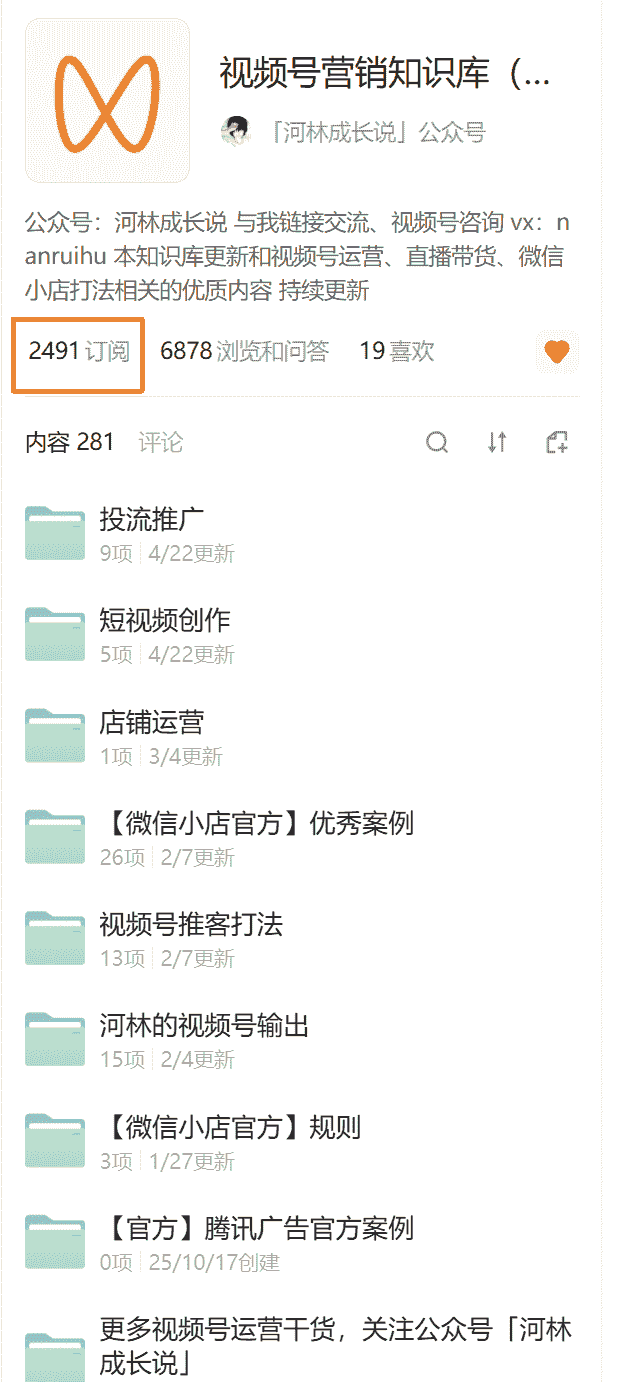 视频号营销知识库（...
「河林成长说」公众号
公众号：河林成长说 与我链接交流、视频号咨询 vx：n
anruihu 本知识库更新和视频号运营、直播带货、微信
小店打法相关的优质内容 持续更新
2491订阅 6878浏览和问答 19喜欢
内容 281 评论
投流推广
9项 | 4/22更新
短视频创作
5项 | 4/22更新
店铺运营
1项 | 3/4更新
【微信小店官方】优秀案例
26项 | 2/7更新
视频号推客打法
13项 | 2/7更新
河林的视频号输出
15项 | 2/4更新
【微信小店官方】规则
3项 | 1/27更新
【官方】腾讯广告官方案例
0项 | 25/10/17创建
更多视频号运营干货，关注公众号「河林
成长说」